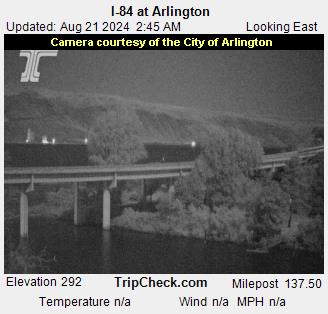 I-84 at Arlington
Updated: Aug 21 2024 2:45 AM Looking East
Camera courtesy of the City of Arlington
Elevation 292 TripCheck.com Milepost 137.50
Temperature n/a Wind n/a MPH n/a